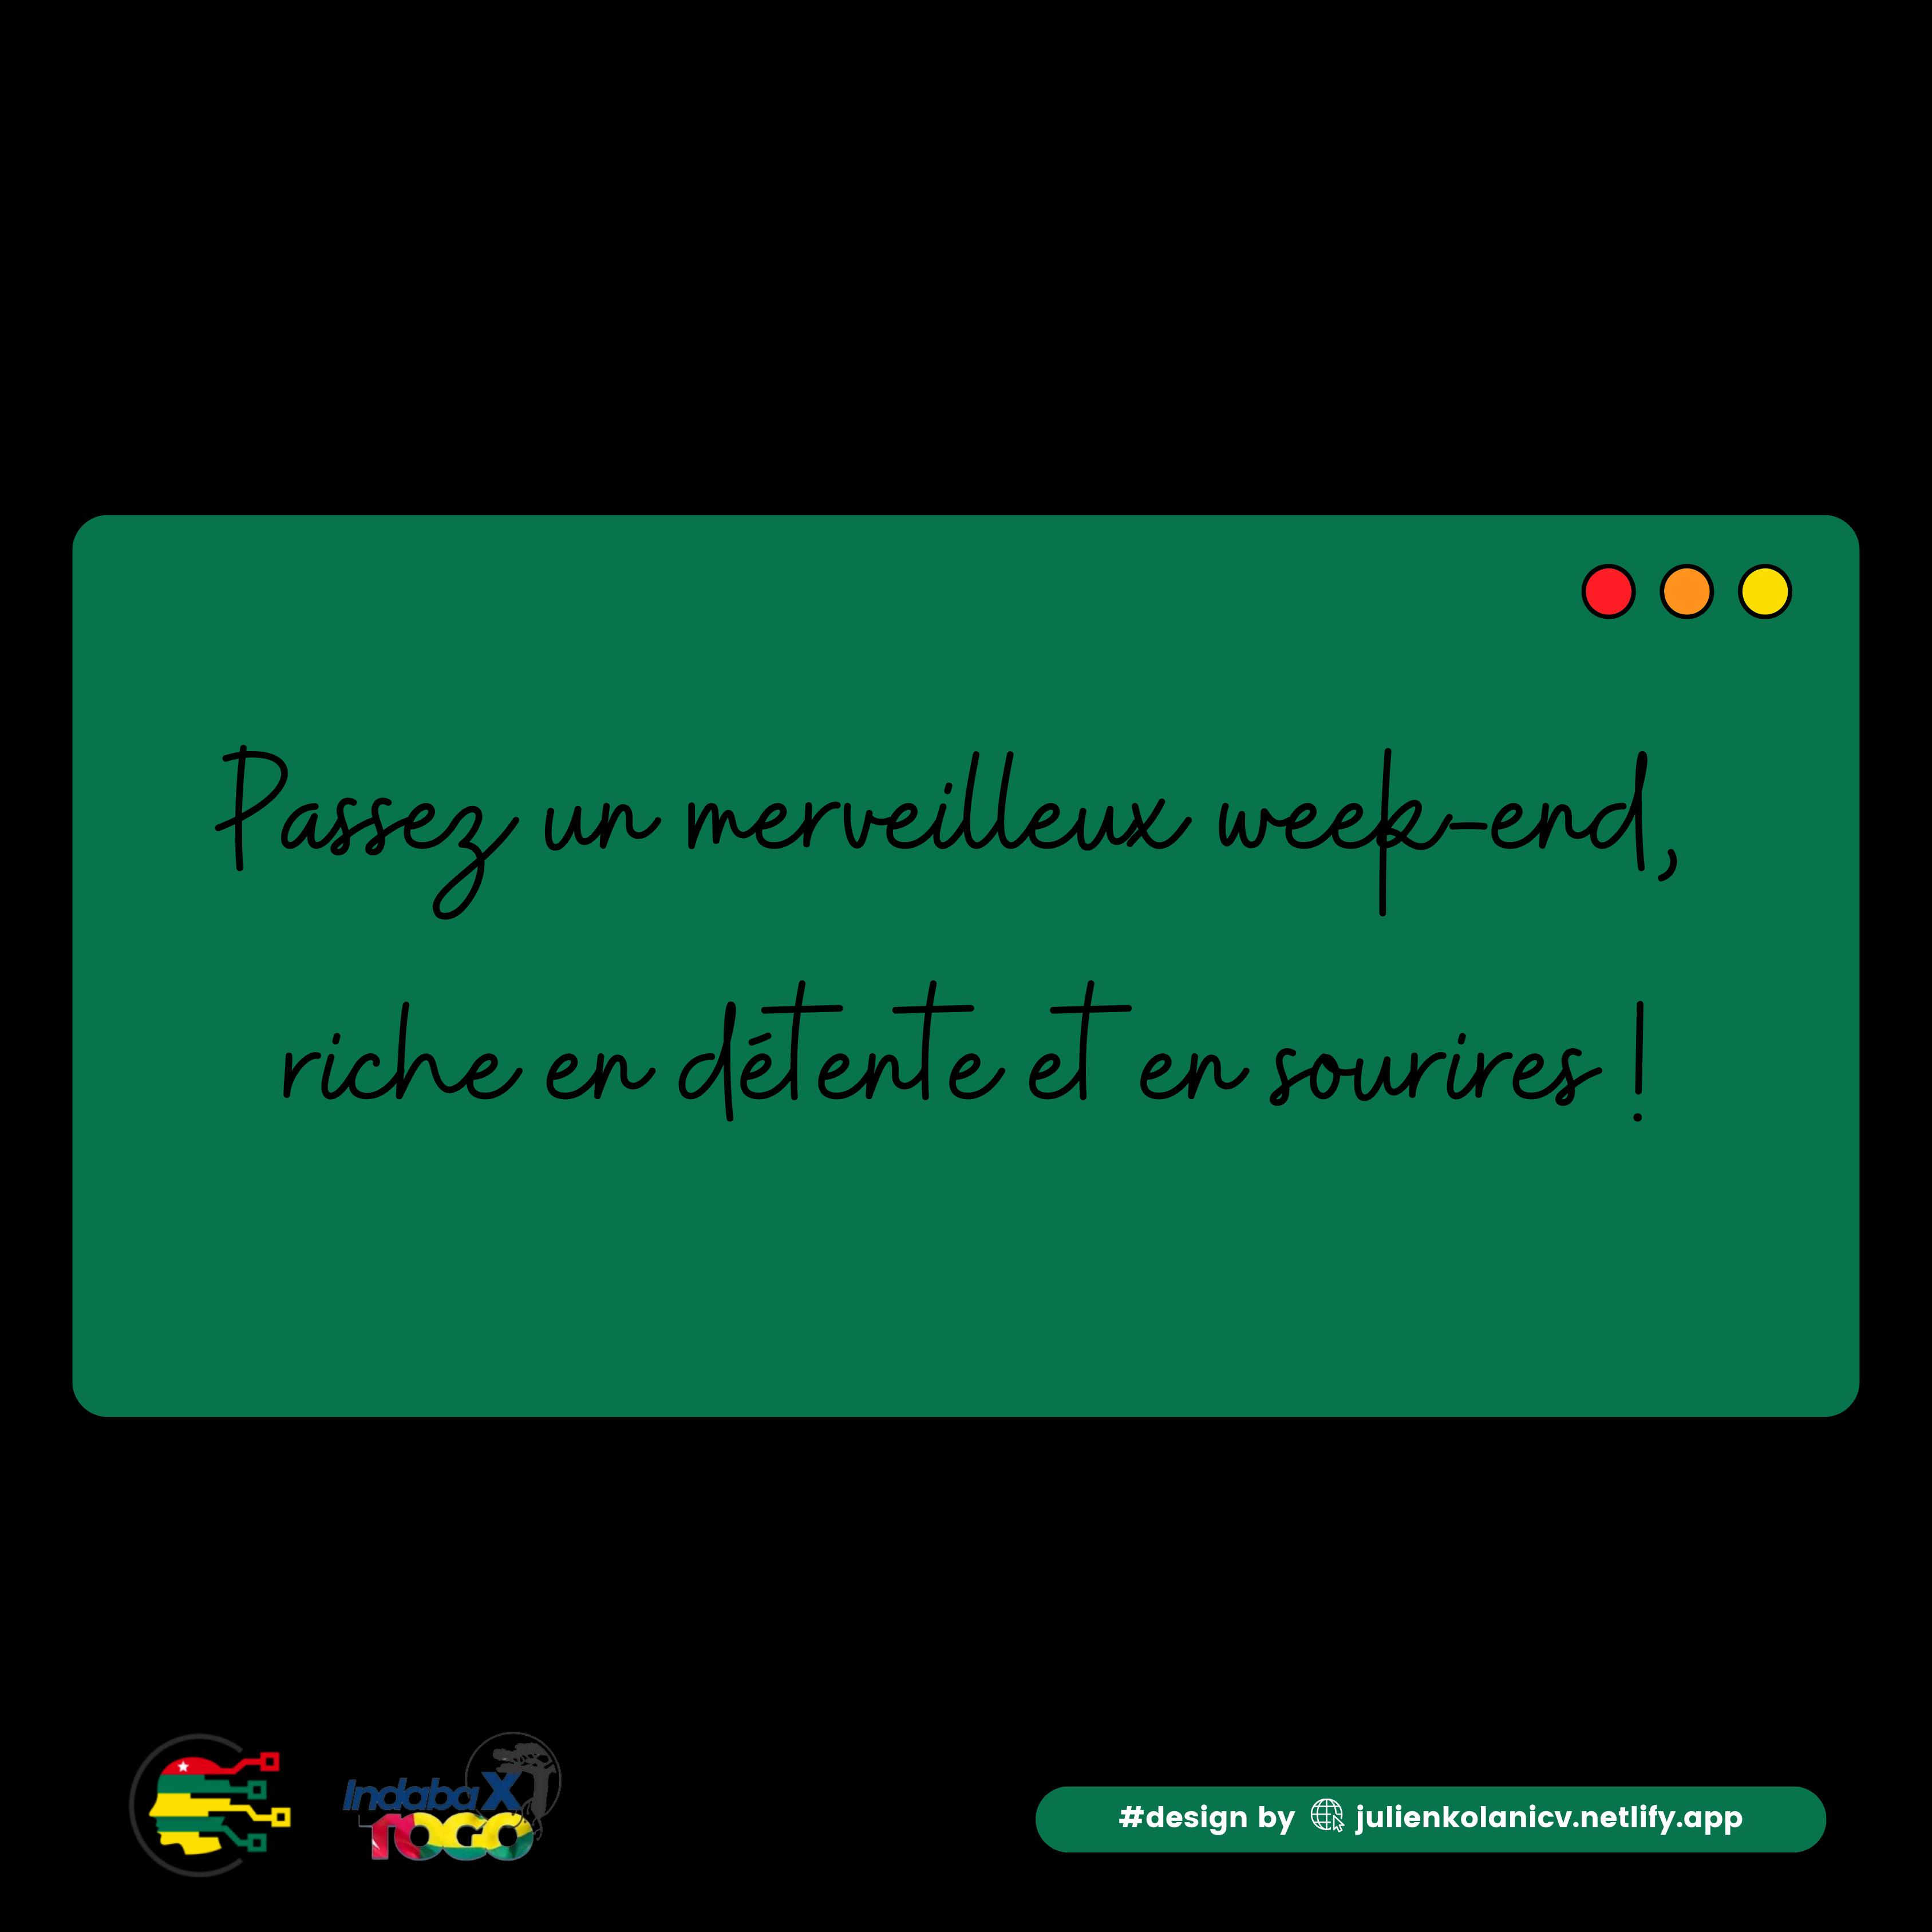 Passez un merveilleux week-end,
riche en détente et en sourires !
IndabaX
TOGO
#design by julienkolanicv.netlify.app